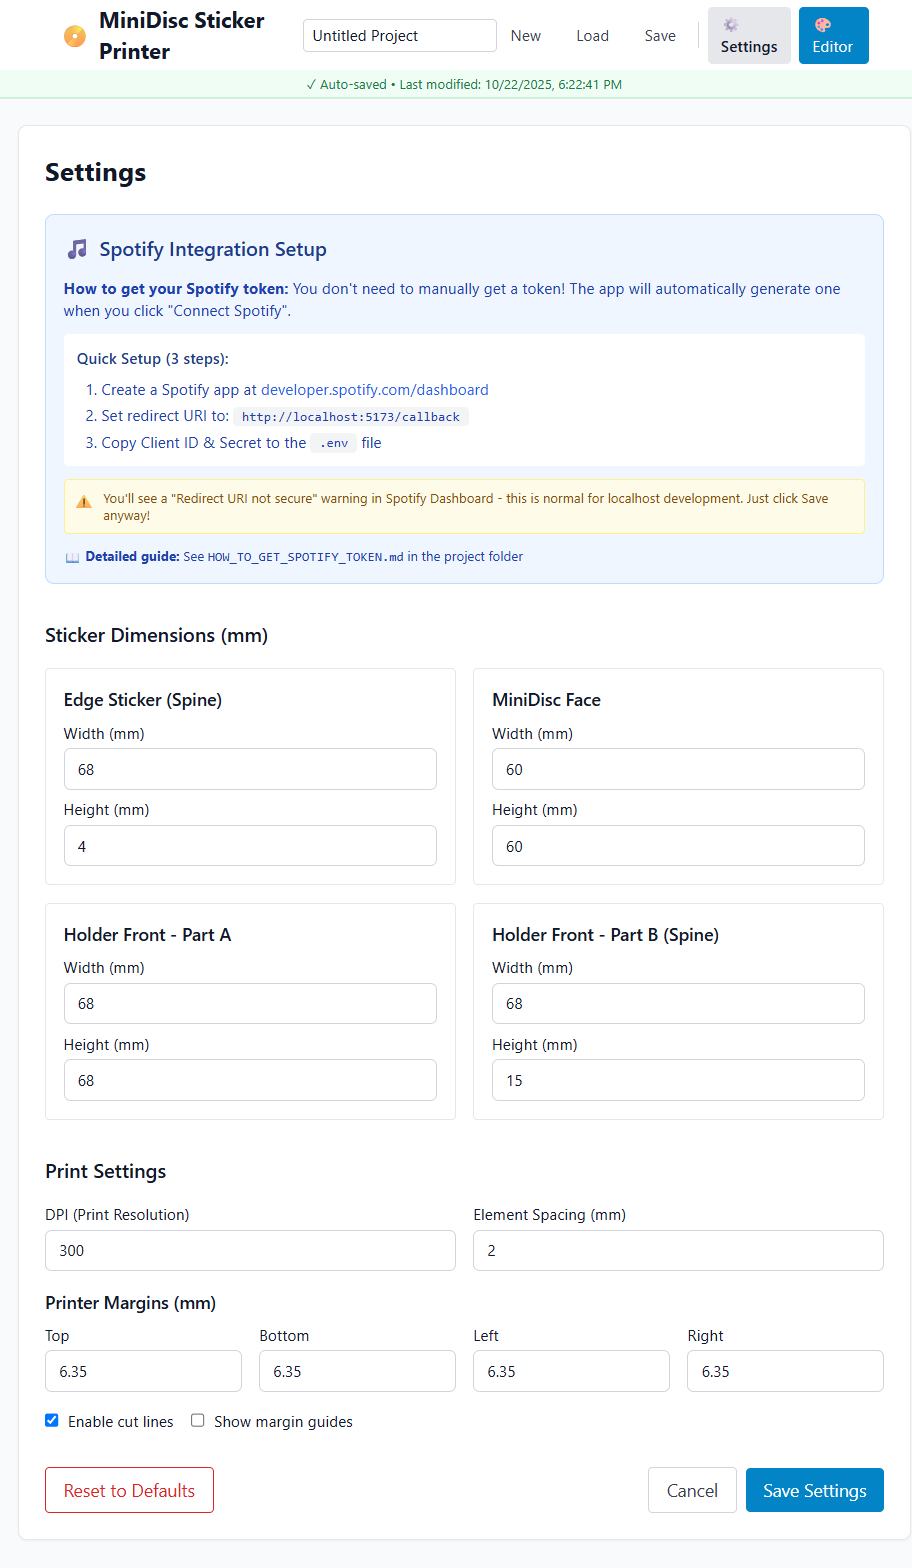 MiniDisc Sticker
Printer
Untitled Project
New
Load
Save
Settings
Editor
✓ Auto-saved • Last modified: 10/22/2025, 6:22:41 PM
Settings
Spotify Integration Setup
How to get your Spotify token: You don't need to manually get a token! The app will automatically generate one
when you click "Connect Spotify".
Quick Setup (3 steps):
1. Create a Spotify app at developer.spotify.com/dashboard
2. Set redirect URI to: http://localhost:5173/callback
3. Copy Client ID & Secret to the .env file
You'll see a "Redirect URI not secure" warning in Spotify Dashboard - this is normal for localhost development. Just click Save
anyway!
Detailed guide: See HOW_TO_GET_SPOTIFY_TOKEN.md in the project folder
Sticker Dimensions (mm)
Edge Sticker (Spine)
Width (mm)
68
Height (mm)
4
MiniDisc Face
Width (mm)
60
Height (mm)
60
Holder Front - Part A
Width (mm)
68
Height (mm)
68
Holder Front - Part B (Spine)
Width (mm)
68
Height (mm)
15
Print Settings
DPI (Print Resolution)
300
Element Spacing (mm)
2
Printer Margins (mm)
Top
6.35
Bottom
6.35
Left
6.35
Right
6.35
Enable cut lines
Show margin guides
Reset to Defaults
Cancel
Save Settings